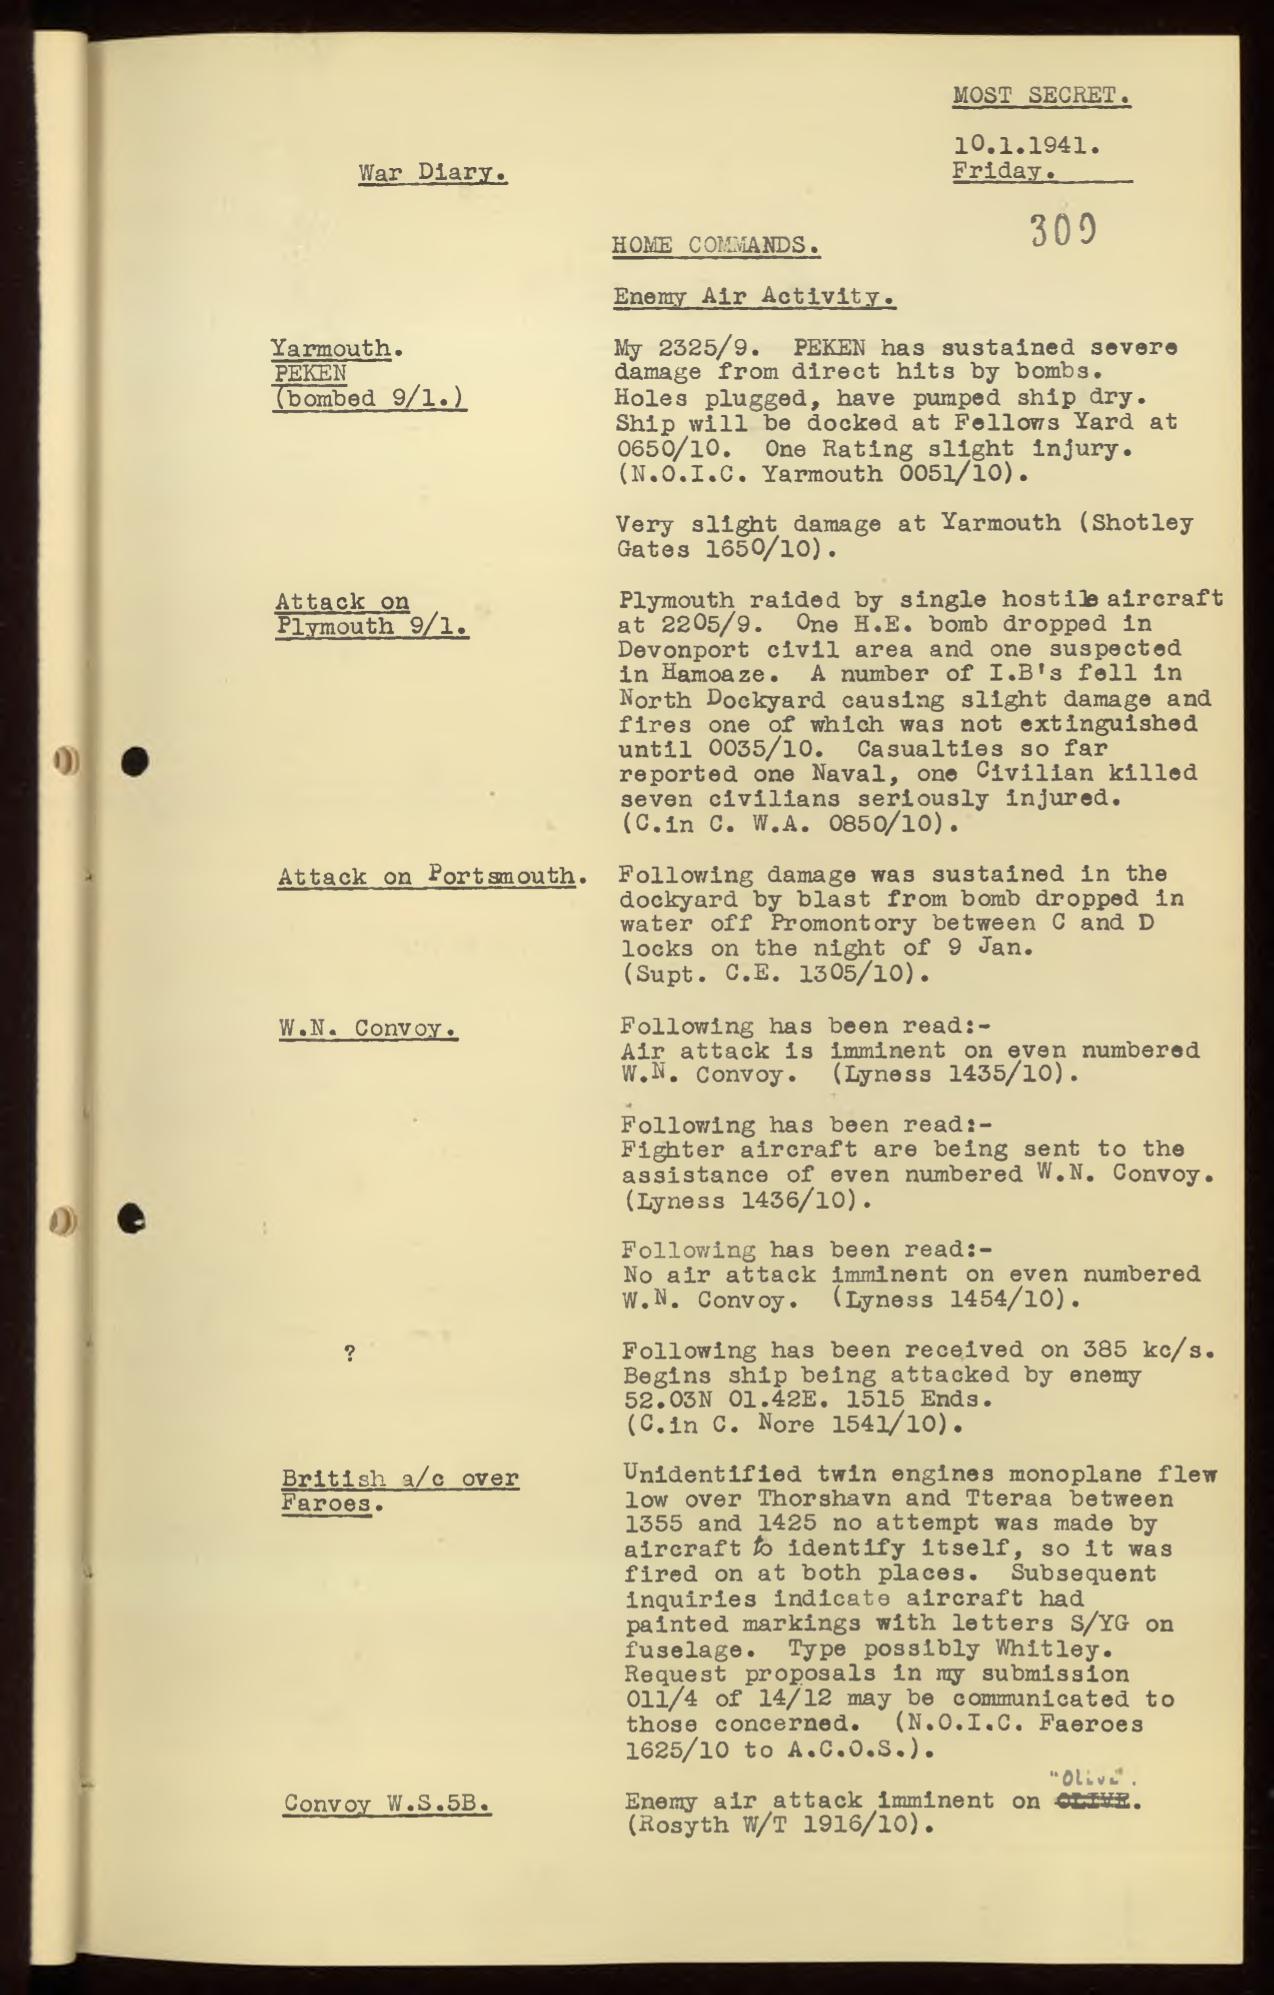 MOST SECRET.
10.1.1941.
Friday.
War Diary.
309
HOME COMMANDS.
Enemy Air Activity.
Yarmouth.
PEKEN
(bombed 9/1.)
My 2325/9. PEKEN has sustained severe
damage from direct hits by bombs.
Holes plugged, have pumped ship dry.
Ship will be docked at Fellows Yard at
0650/10. One Rating slight injury.
(N.O.I.C. Yarmouth 0051/10).
Very slight damage at Yarmouth (Shotley
Gates 1650/10).
Attack on
Plymouth 9/1.
Plymouth raided by single hostile aircraft
at 2205/9. One H.E. bomb dropped in
Devonport civil area and one suspected
in Hamoaze. A number of I.B's fell in
North Dockyard causing slight damage and
fires one of which was not extinguished
until 0035/10. Casualties so far
reported one Naval, one Civilian killed
seven civilians seriously injured.
(C.in C. W.A. 0850/10).
Attack on Portsmouth.
Following damage was sustained in the
dockyard by blast from bomb dropped in
water off Promontory between C and D
locks on the night of 9 Jan.
(Supt. C.E. 1305/10).
W.N. Convoy.
Following has been read:-
Air attack is imminent on even numbered
W.N. Convoy. (Lyness 1435/10).
Following has been read:-
Fighter aircraft are being sent to the
assistance of even numbered W.N. Convoy.
(Lyness 1436/10).
Following has been read:-
No air attack imminent on even numbered
W.N. Convoy. (Lyness 1454/10).
?
Following has been received on 385 kc/s.
Begins ship being attacked by enemy
52.03N 01.42E. 1515 Ends.
(C.in C. Nore 1541/10).
British a/c over
Faroes.
Unidentified twin engines monoplane flew
low over Thorshavn and Tteraa between
1355 and 1425 no attempt was made by
aircraft to identify itself, so it was
fired on at both places. Subsequent
inquiries indicate aircraft had
painted markings with letters S/YG on
fuselage. Type possibly Whitley.
Request proposals in my submission
011/4 of 14/12 may be communicated to
those concerned. (N.O.I.C. Faeroes
1625/10 to A.C.O.S.).
"OLIVE".
Convoy W.S.5B.
Enemy air attack imminent on OLIVE.
(Rosyth W/T 1916/10).